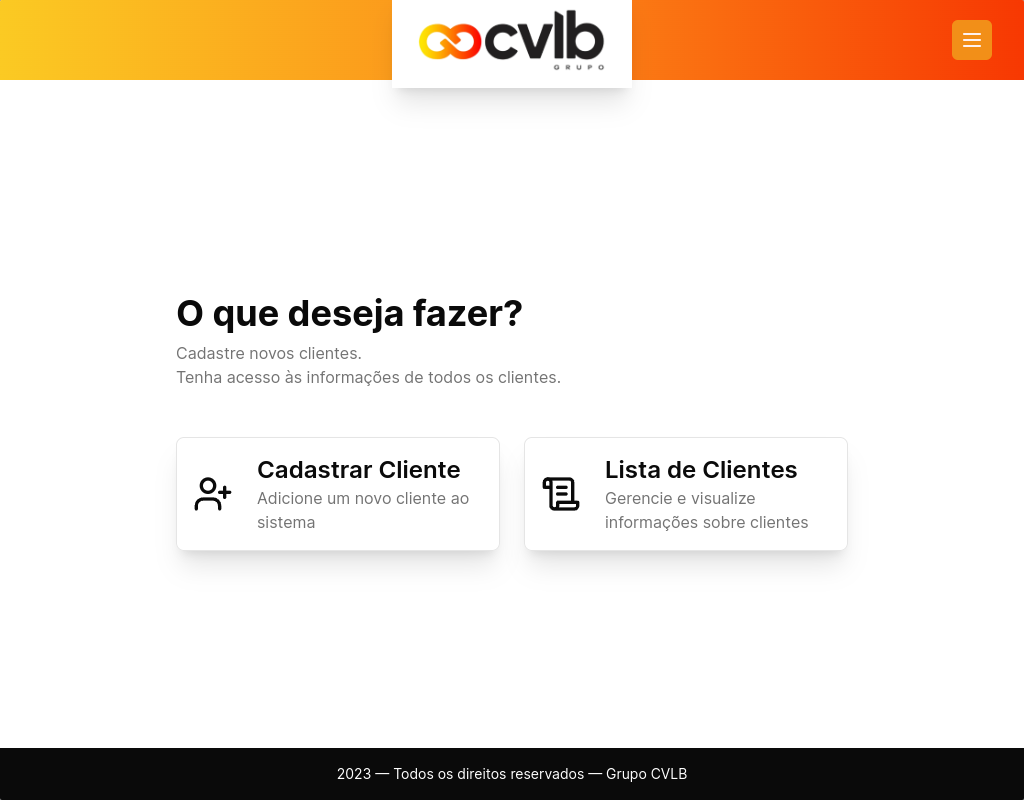 cvlb
GRUPO
O que deseja fazer?
Cadastre novos clientes.
Tenha acesso às informações de todos os clientes.
Cadastrar Cliente
Adicione um novo cliente ao
sistema
Lista de Clientes
Gerencie e visualize
informações sobre clientes
2023 — Todos os direitos reservados — Grupo CVLB